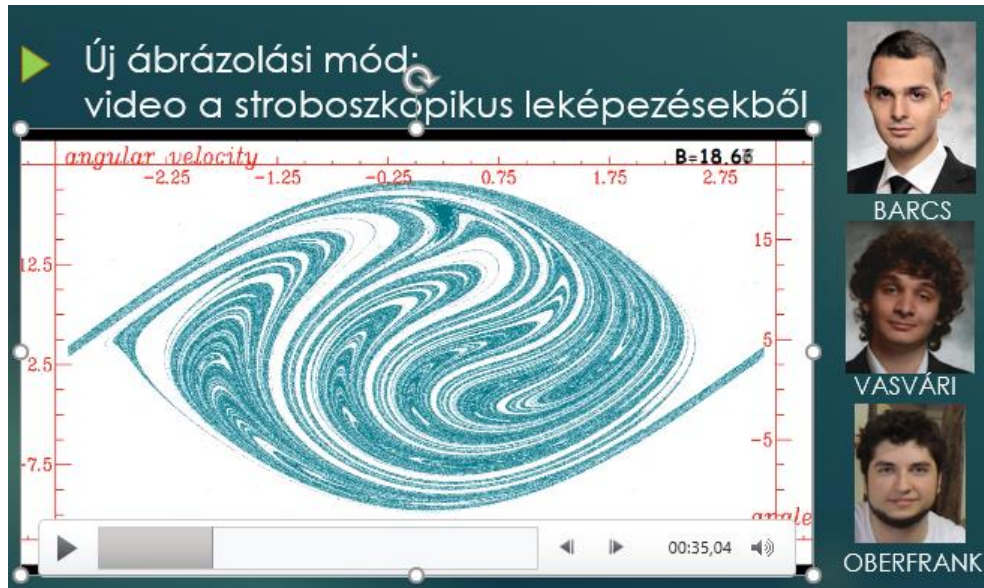 Új ábrázolási mód:
video a stroboszkopikus leképezésekből
angular velocity
B=18.66
-2.25 -1.25 -0.25 0.75 1.75 2.75
15
12.5
5
2.5
-5
-7.5
angle
00:35,04
BARCS
VASVÁRI
OBERFRANK